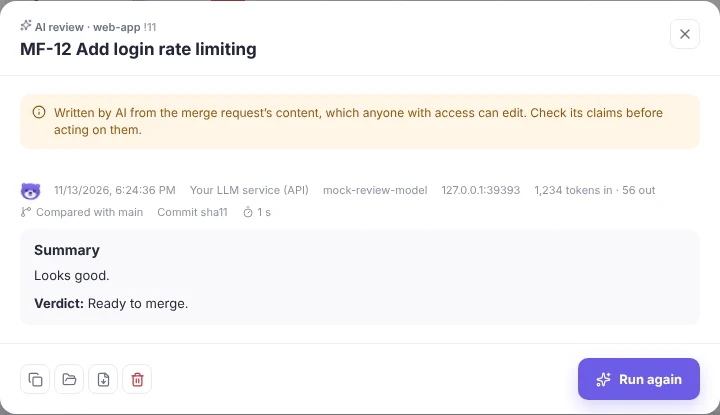 AI review · web-app !11
MF-12 Add login rate limiting
Written by AI from the merge request's content, which anyone with access can edit. Check its claims before
acting on them.
11/13/2026, 6:24:36 PM Your LLM service (API) mock-review-model 127.0.0.1:39393 1,234 tokens in · 56 out
Compared with main Commit sha11 1 s
Summary
Looks good.
Verdict: Ready to merge.
Run again